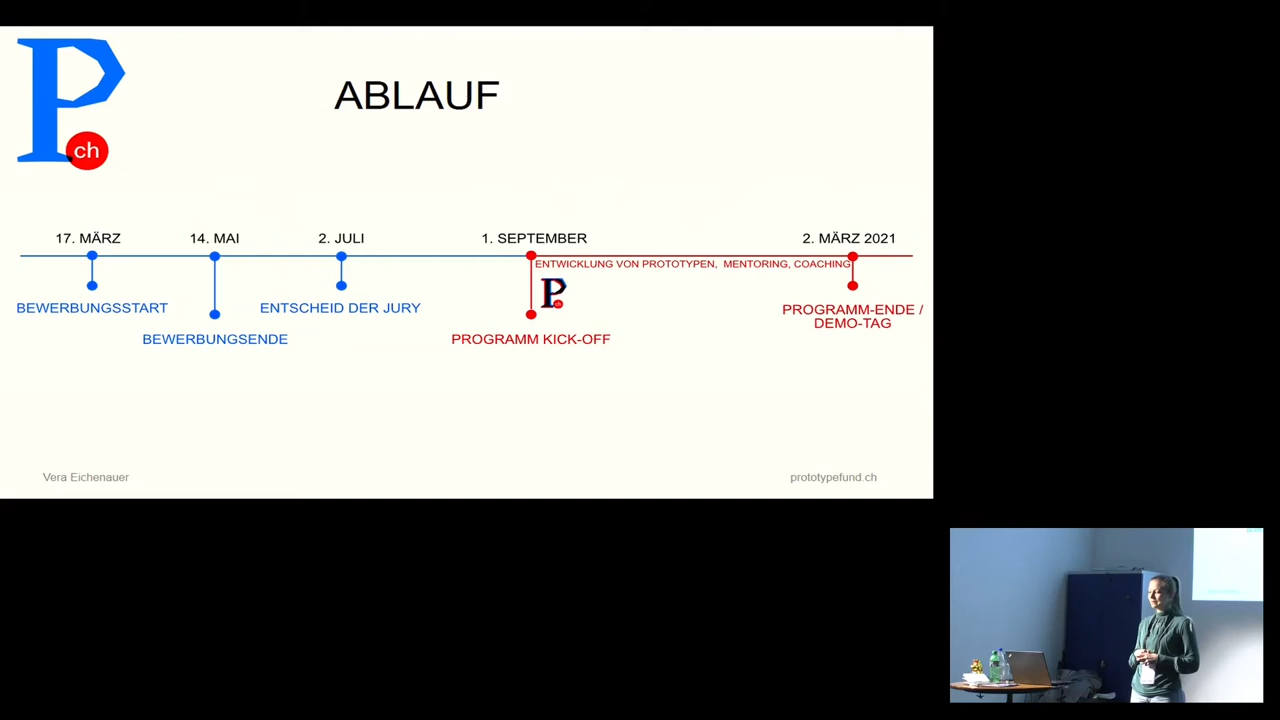 P
ch
ABLAUF
17. MÄRZ
14. MAI
2. JULI
1. SEPTEMBER
2. MÄRZ 2021
ENTWICKLUNG VON PROTOTYPEN, MENTORING, COACHING
P
ch
BEWERBUNGSSTART
ENTSCHEID DER JURY
PROGRAMM-ENDE /
DEMO-TAG
BEWERBUNGSENDE
PROGRAMM KICK-OFF
Vera Eichenauer
prototypefund.ch